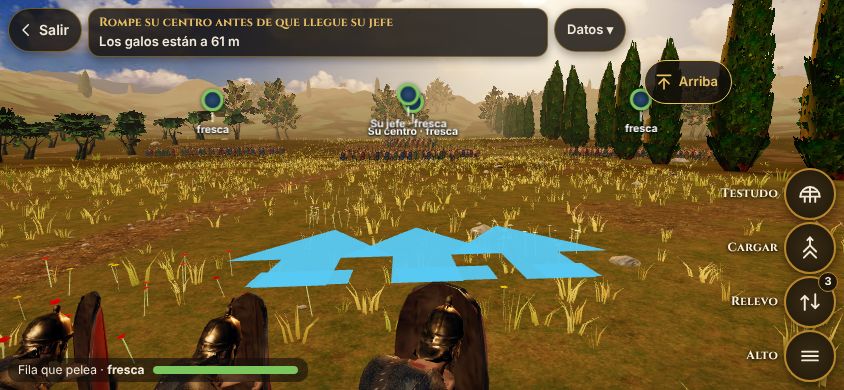 Salir
ROMPE SU CENTRO ANTES DE QUE LLEGUE SU JEFE
Los galos están a 61 m
Datos ▾
Arriba
fresca
Su jefe · fresca
Su centro · fresca
fresca
TESTUDO
CARGAR
3
RELEVO
ALTO
Fila que pelea · fresca